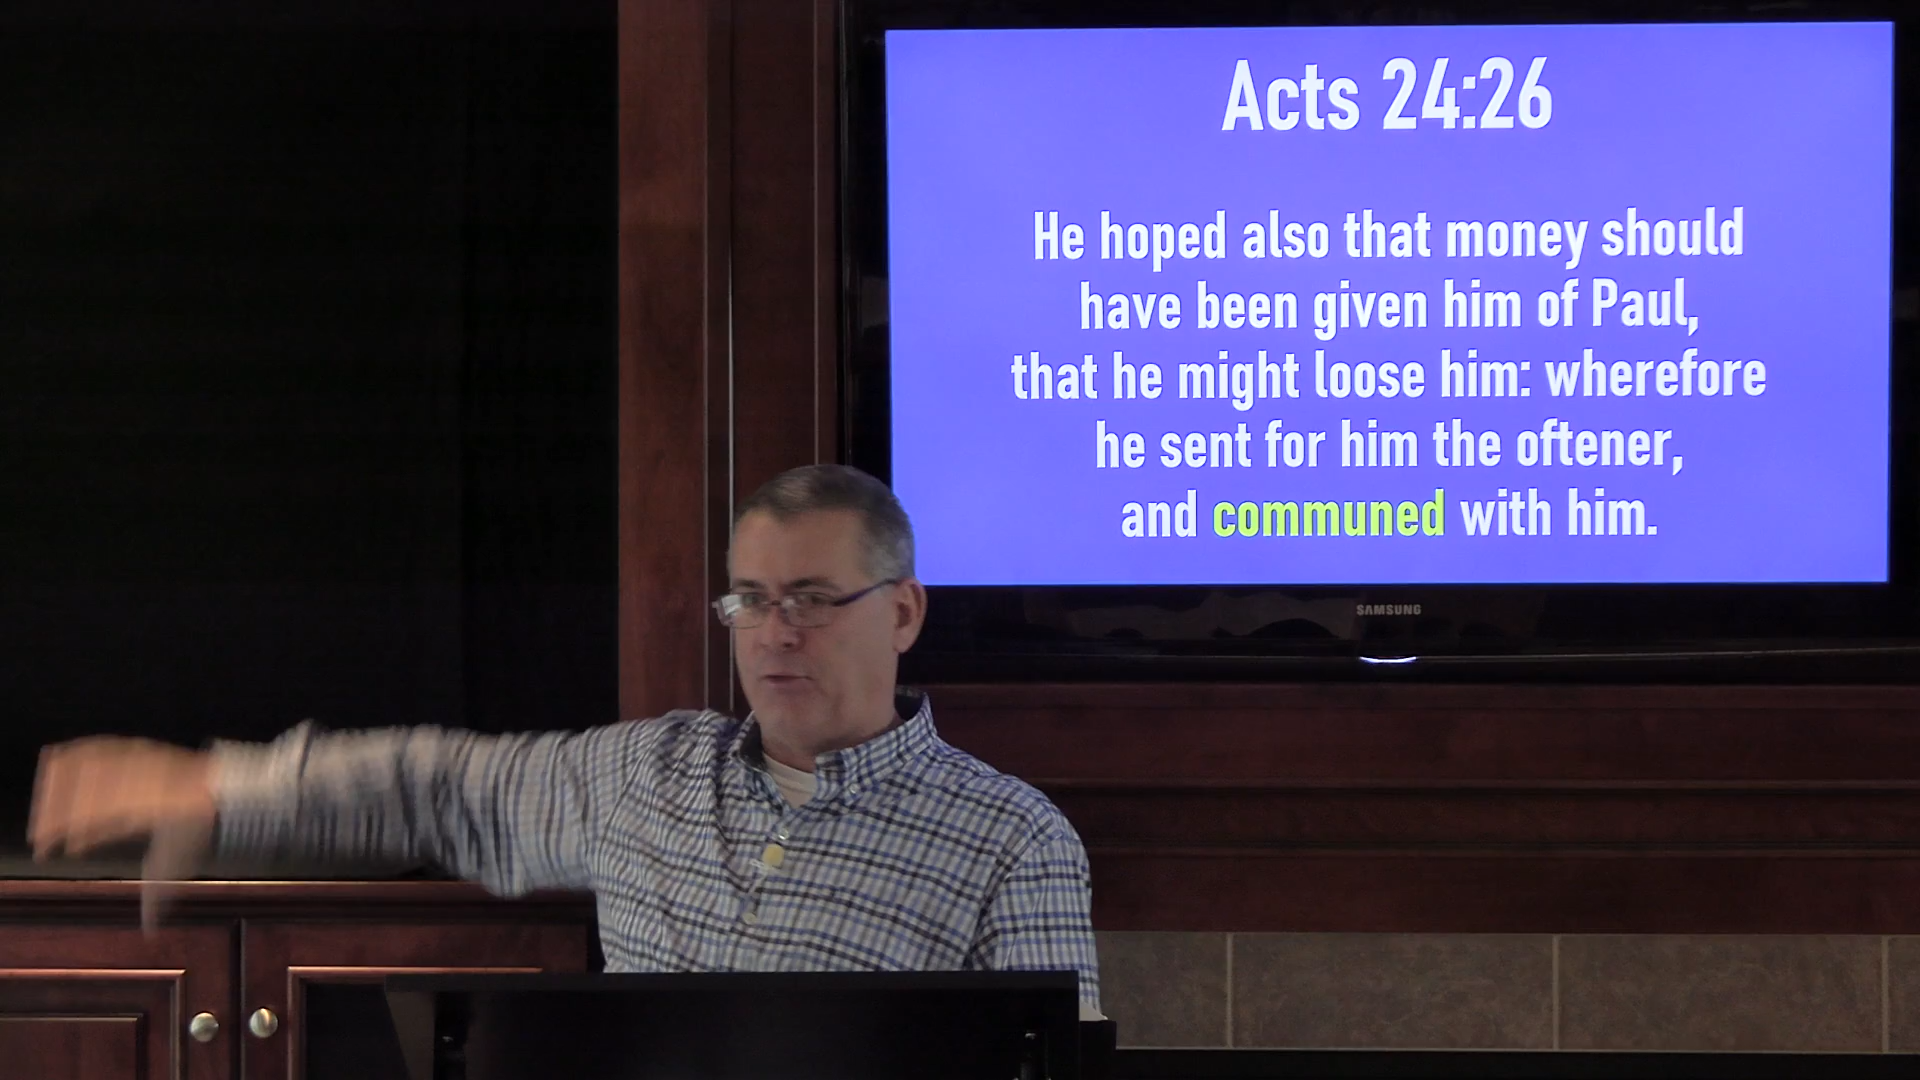 Acts 24:26
He hoped also that money should
have been given him of Paul,
that he might loose him: wherefore
he sent for him the oftener,
and communed with him.
SAMSUNG